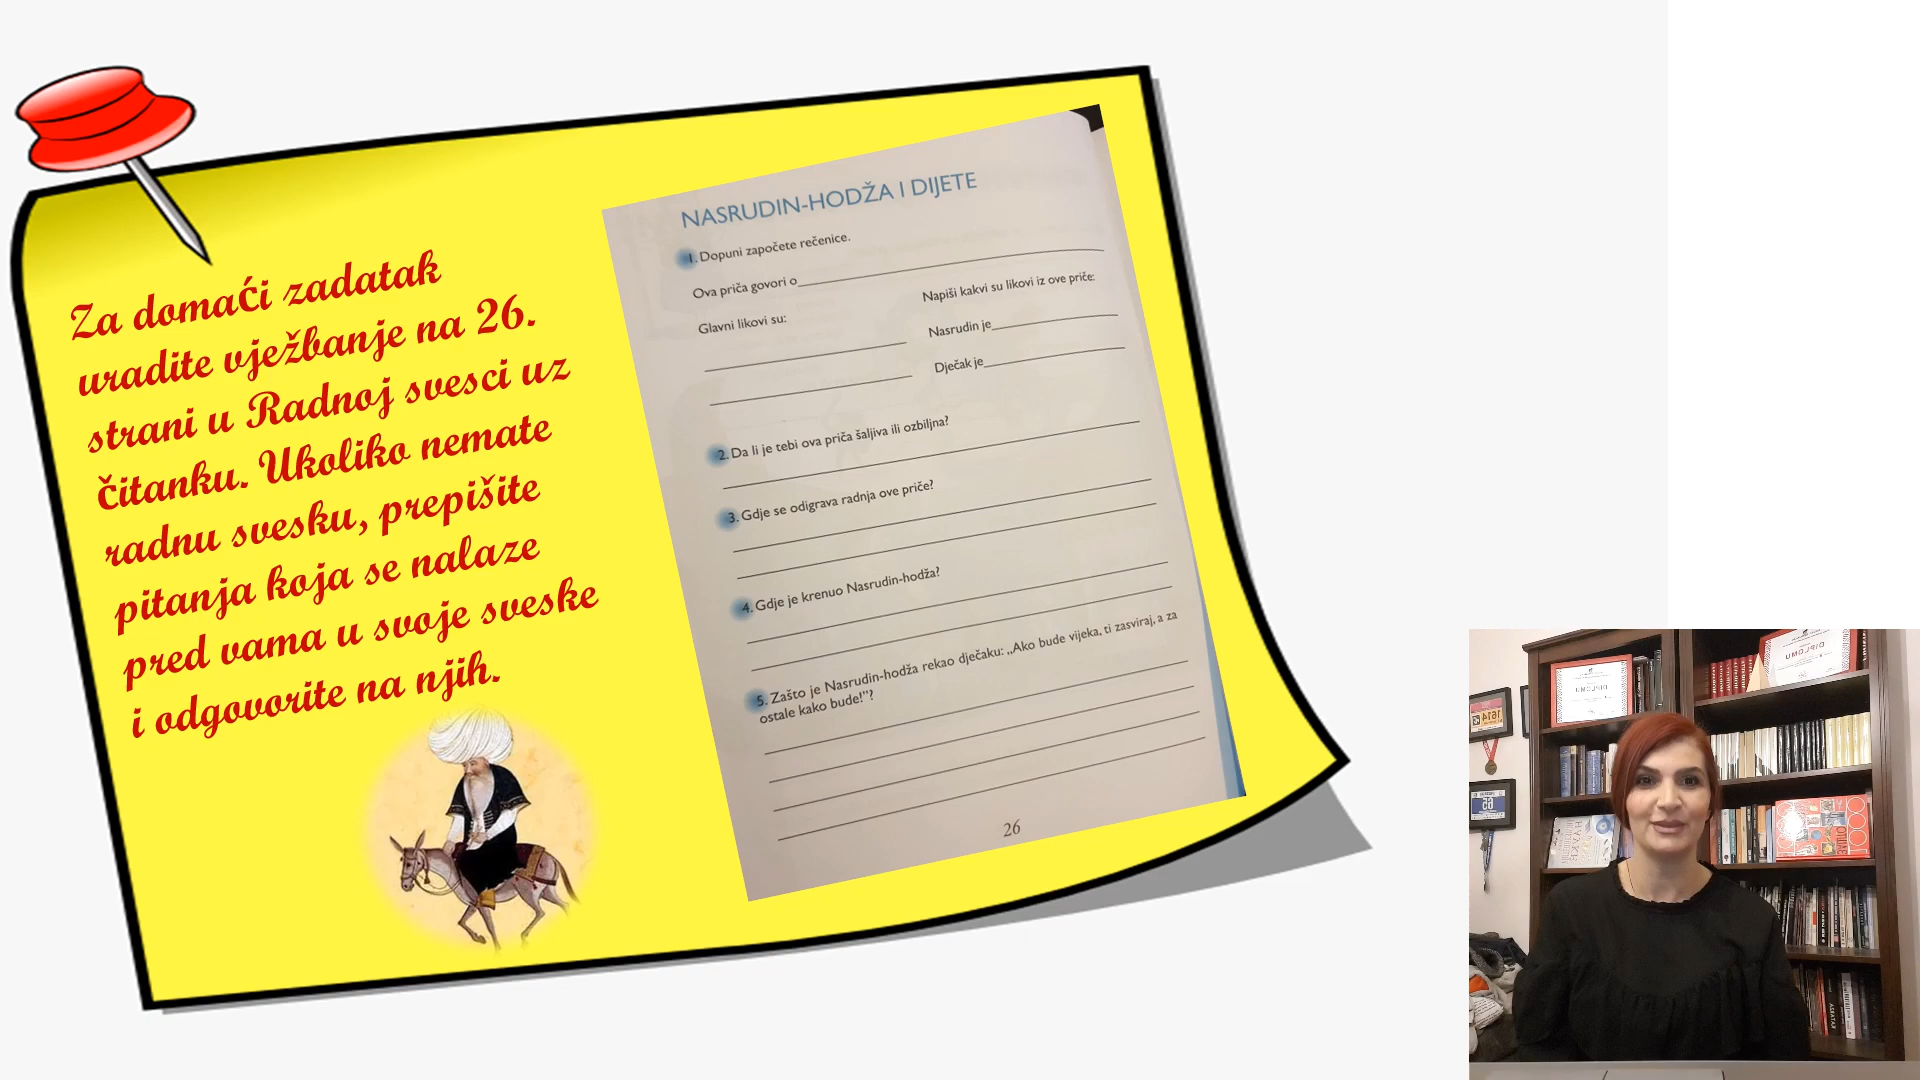 Za domaći zadatak
uradite vježbanje na 26.
strani u Radnoj svesci uz
čitanku. Ukoliko nemate
radnu svesku, prepišite
pitanja koja se nalaze
pred vama u svoje sveske
i odgovorite na njih.
NASRUDIN-HODŽA I DIJETE
1. Dopuni započete rečenice.
Ova priča govori o
Glavni likovi su:
Napiši kakvi su likovi iz ove priče:
Nasrudin je
Dječak je
2. Da li je tebi ova priča šaljiva ili ozbiljna?
3. Gdje se odigrava radnja ove priče?
4. Gdje je krenuo Nasrudin-hodža?
5. Zašto je Nasrudin-hodža rekao dječaku: „Ako bude vijeka, ti zasviraj, a za
ostale kako bude!"?
26
DIPLOMU
DIPLOMU
1614